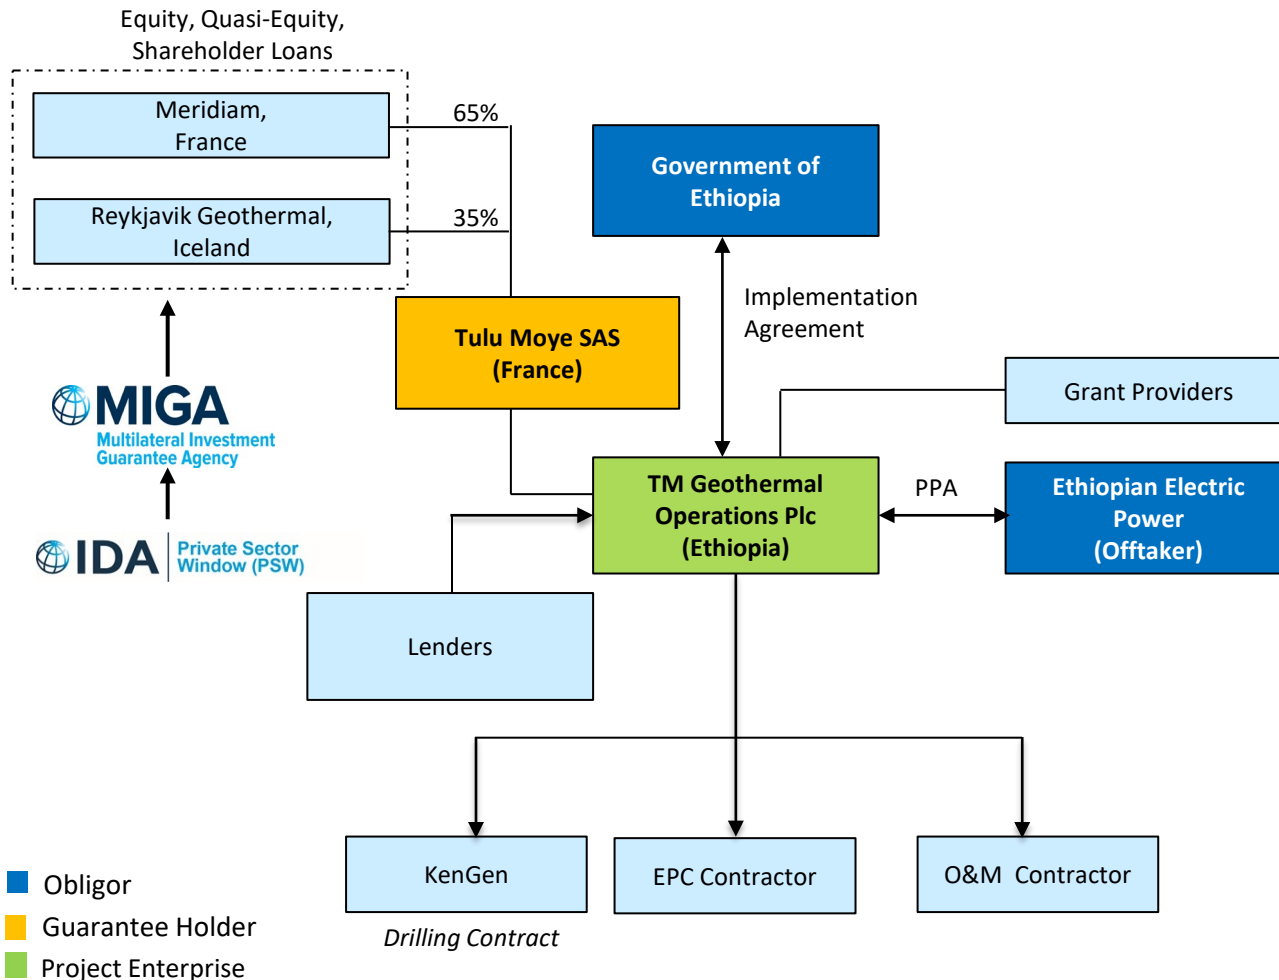 Equity, Quasi-Equity,
Shareholder Loans
Meridiam,
France
65%
Reykjavik Geothermal,
Iceland
35%
Government of
Ethiopia
Implementation
Agreement
Tulu Moye SAS
(France)
MIGA
Multilateral Investment
Guarantee Agency
Grant Providers
TM Geothermal
Operations Plc
(Ethiopia)
PPA
Ethiopian Electric
Power
(Offtaker)
IDA
Private Sector
Window (PSW)
Lenders
KenGen
EPC Contractor
O&M Contractor
Drilling Contract
Obligor
Guarantee Holder
Project Enterprise